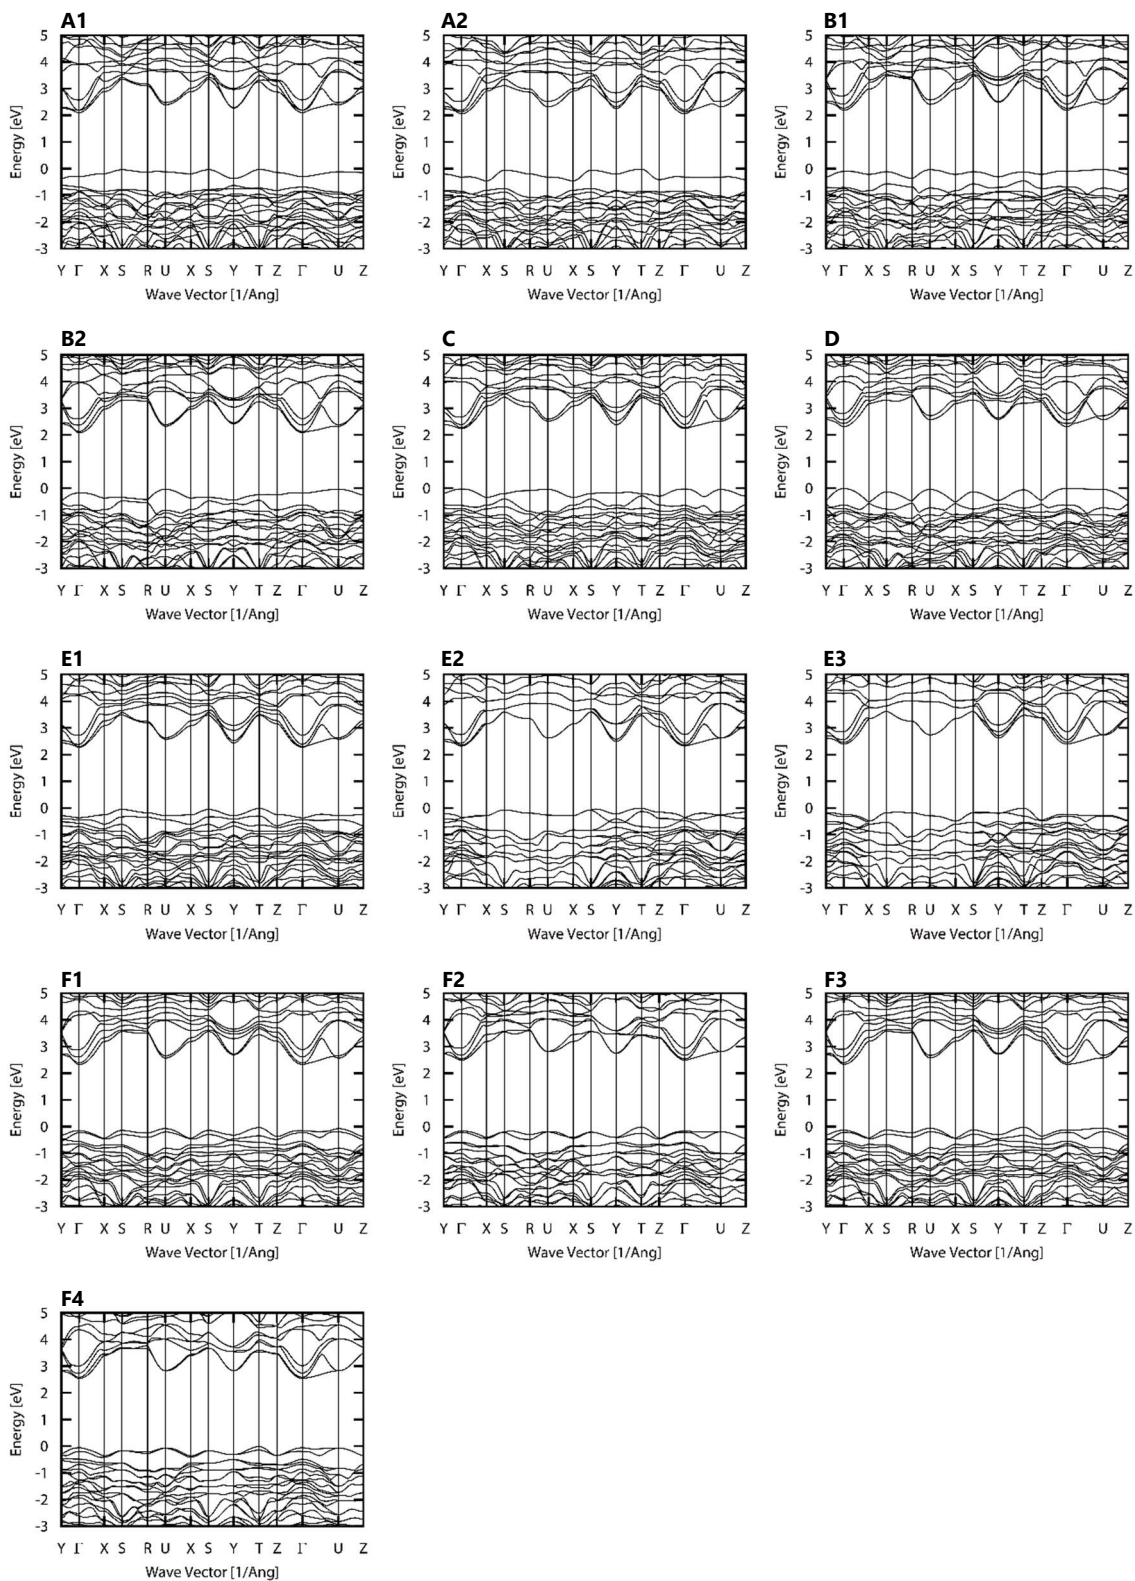 A1
A2
B1
5
4
3
2
1
0
-1
-2
-3
Energy [eV]
Y Γ X S R U X S Y T Z Γ U Z
Wave Vector [1/Ang]
5
4
3
2
1
0
-1
-2
-3
Energy [eV]
Y Γ X S R U X S Y T Z Γ U Z
Wave Vector [1/Ang]
5
4
3
2
1
0
-1
-2
-3
Energy [eV]
Y Γ X S R U X S Y T Z Γ U Z
Wave Vector [1/Ang]
B2
C
D
5
4
3
2
1
0
-1
-2
-3
Energy [eV]
Y Γ X S R U X S Y T Z Γ U Z
Wave Vector [1/Ang]
5
4
3
2
1
0
-1
-2
-3
Energy [eV]
Y Γ X S R U X S Y T Z Γ U Z
Wave Vector [1/Ang]
5
4
3
2
1
0
-1
-2
-3
Energy [eV]
Y Γ X S R U X S Y T Z Γ U Z
Wave Vector [1/Ang]
E1
E2
E3
5
4
3
2
1
0
-1
-2
-3
Energy [eV]
Y Γ X S R U X S Y T Z Γ U Z
Wave Vector [1/Ang]
5
4
3
2
1
0
-1
-2
-3
Energy [eV]
Y Γ X S R U X S Y T Z Γ U Z
Wave Vector [1/Ang]
5
4
3
2
1
0
-1
-2
-3
Energy [eV]
Y Γ X S R U X S Y T Z Γ U Z
Wave Vector [1/Ang]
F1
F2
F3
5
4
3
2
1
0
-1
-2
-3
Energy [eV]
Y Γ X S R U X S Y T Z Γ U Z
Wave Vector [1/Ang]
5
4
3
2
1
0
-1
-2
-3
Energy [eV]
Y Γ X S R U X S Y T Z Γ U Z
Wave Vector [1/Ang]
5
4
3
2
1
0
-1
-2
-3
Energy [eV]
Y Γ X S R U X S Y T Z Γ U Z
Wave Vector [1/Ang]
F4
5
4
3
2
1
0
-1
-2
-3
Energy [eV]
Y Γ X S R U X S Y T Z Γ U Z
Wave Vector [1/Ang]